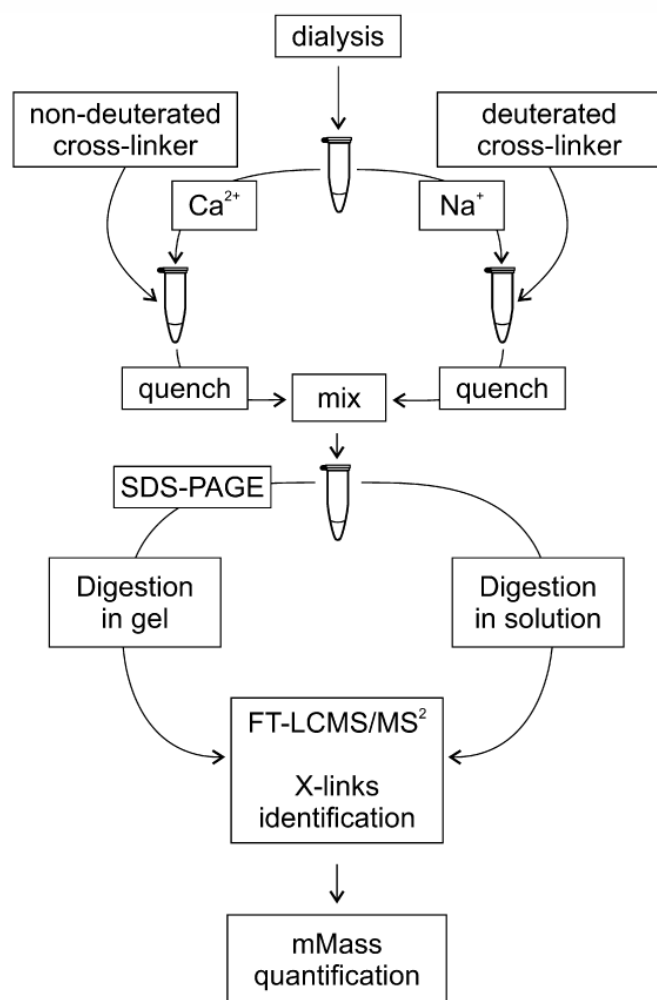 dialysis
non-deuterated
cross-linker
deuterated
cross-linker
Ca²⁺
Na⁺
quench
mix
quench
SDS-PAGE
Digestion
in gel
Digestion
in solution
FT-LCMS/MS²
X-links
identification
mMass
quantification